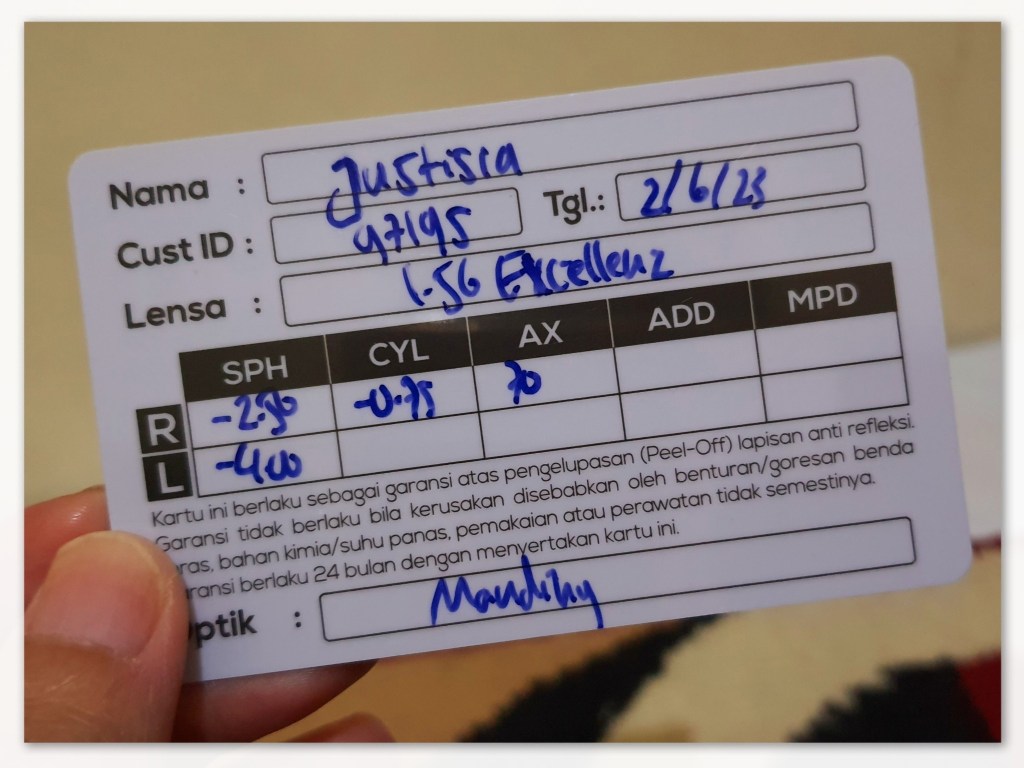 Nama : Justisia
Cust ID : 97195 Tgl.: 2/6/23
Lensa : 1.56 Excellenz
SPH CYL AX ADD MPD
R -2.50 -0.75 70
L -4.00
Kartu ini berlaku sebagai garansi atas pengelupasan (Peel-Off) lapisan anti refleksi.
Garansi tidak berlaku bila kerusakan disebabkan oleh benturan/goresan benda
ras, bahan kimia/suhu panas, pemakaian atau perawatan tidak semestinya.
ransi berlaku 24 bulan dengan menyertakan kartu ini.
ptik :